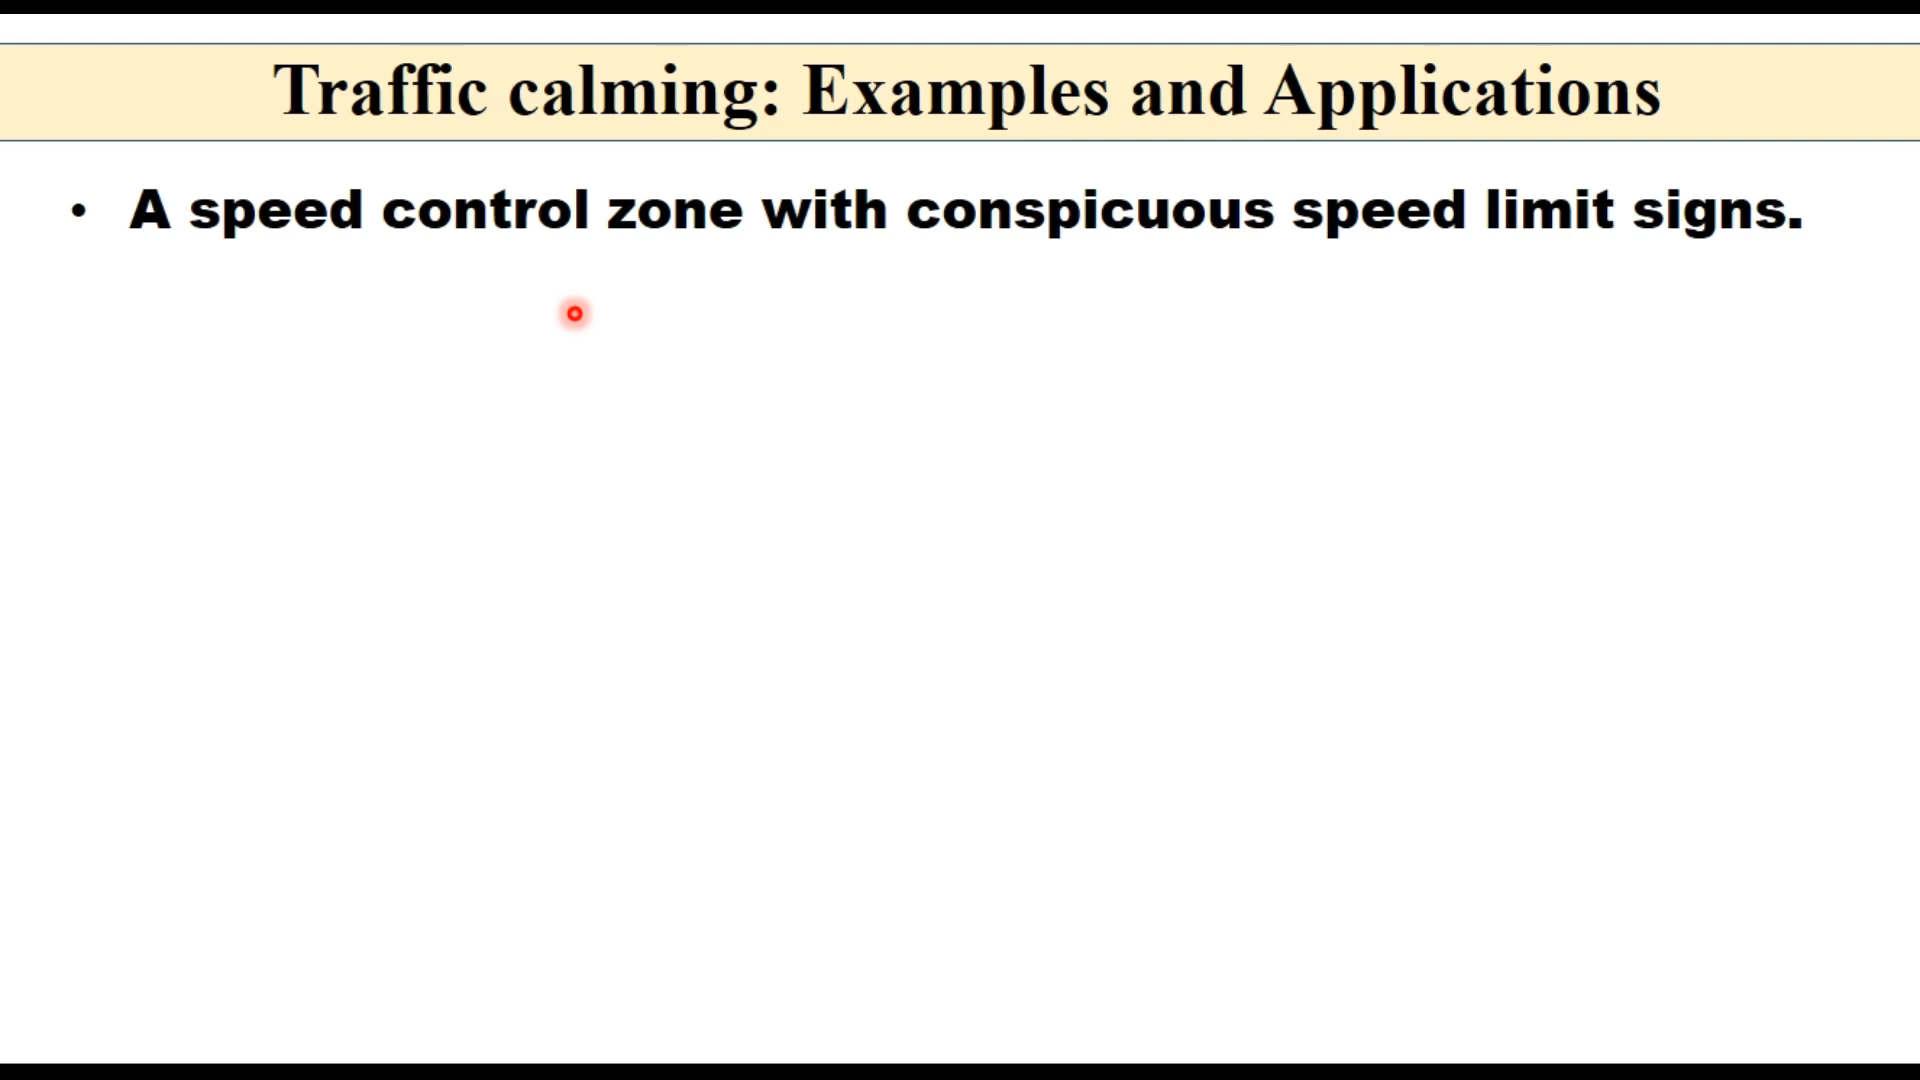 Traffic calming: Examples and Applications
• A speed control zone with conspicuous speed limit signs.